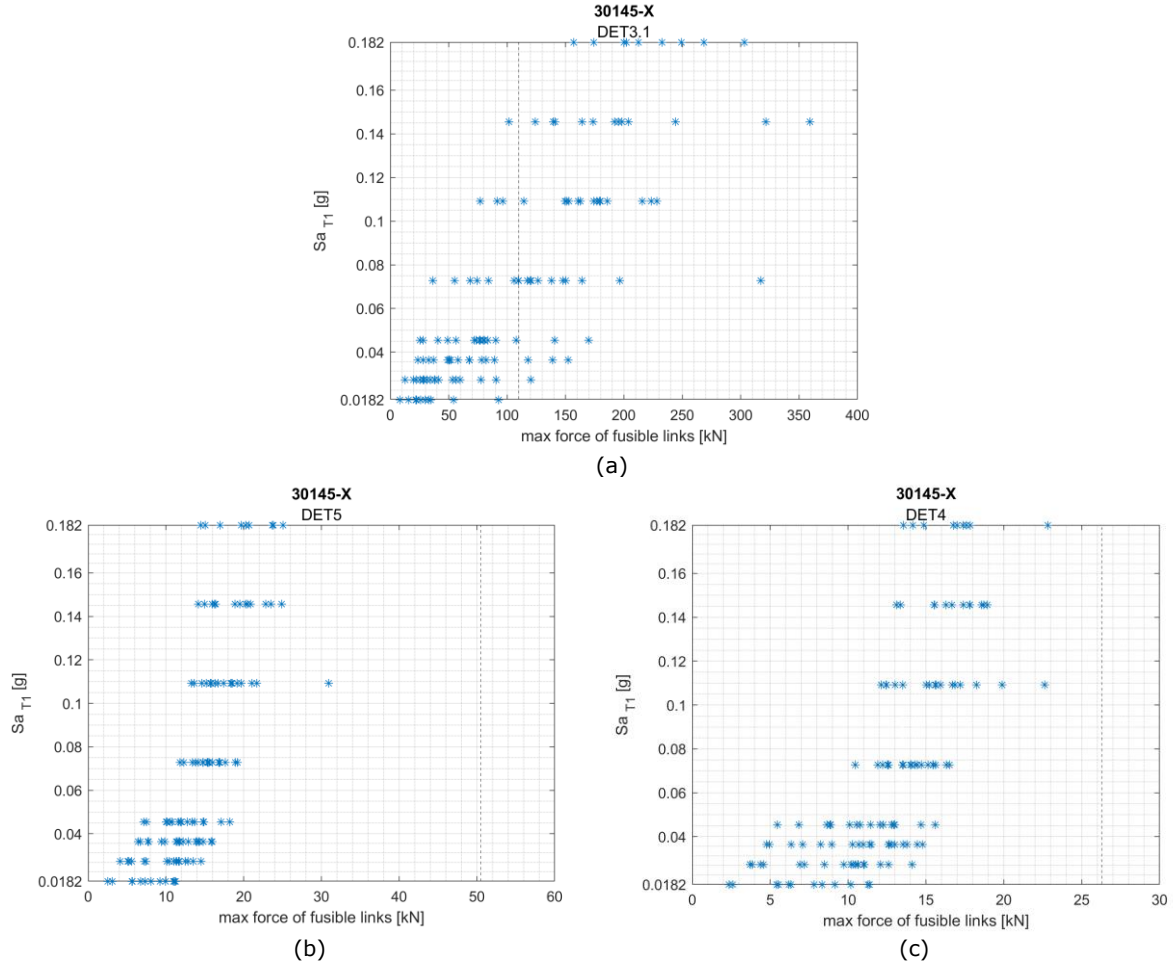 30145-X
DET3.1
0.182
0.16
0.14
0.12
0.1
0.08
0.06
0.04
0.0182
Sa T1 [g]
0 50 100 150 200 250 300 350 400
max force of fusible links [kN]
(a)
30145-X
DET5
0.182
0.16
0.14
0.12
0.1
0.08
0.06
0.04
0.0182
Sa T1 [g]
0 10 20 30 40 50 60
max force of fusible links [kN]
(b)
30145-X
DET4
0.182
0.16
0.14
0.12
0.1
0.08
0.06
0.04
0.0182
Sa T1 [g]
0 5 10 15 20 25 30
max force of fusible links [kN]
(c)